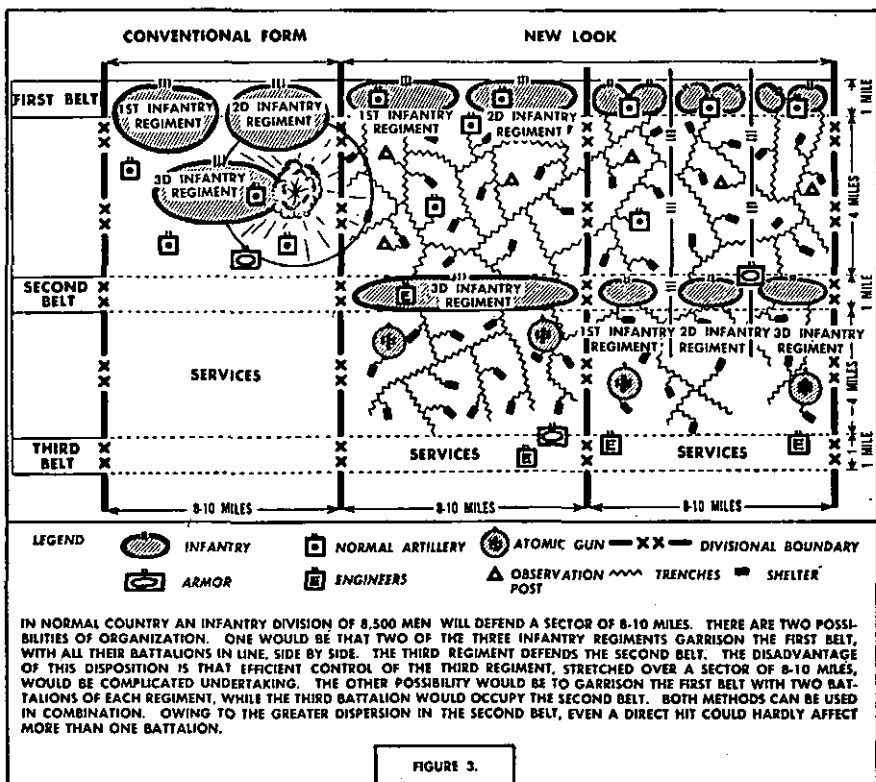 CONVENTIONAL FORM
NEW LOOK
FIRST BELT
1ST INFANTRY
REGIMENT
2D INFANTRY
REGIMENT
3D INFANTRY
REGIMENT
1ST INFANTRY
REGIMENT
2D INFANTRY
REGIMENT
1 MILE
4 MILES
SECOND
BELT
3D INFANTRY
REGIMENT
E
1 MILE
1ST INFANTRY
REGIMENT
2D INFANTRY
REGIMENT
3D INFANTRY
REGIMENT
SERVICES
4 MILES
THIRD
BELT
SERVICES
E
E
SERVICES
E
1 MILE
8-10 MILES
8-10 MILES
8-10 MILES
LEGEND
INFANTRY
NORMAL ARTILLERY
ATOMIC GUN
XX
DIVISIONAL BOUNDARY
ARMOR
E
ENGINEERS
OBSERVATION
POST
TRENCHES
SHELTER
IN NORMAL COUNTRY AN INFANTRY DIVISION OF 8,500 MEN WILL DEFEND A SECTOR OF 8-10 MILES. THERE ARE TWO POSSI-
BILITIES OF ORGANIZATION. ONE WOULD BE THAT TWO OF THE THREE INFANTRY REGIMENTS GARRISON THE FIRST BELT,
WITH ALL THEIR BATTALIONS IN LINE, SIDE BY SIDE. THE THIRD REGIMENT DEFENDS THE SECOND BELT. THE DISADVANTAGE
OF THIS DISPOSITION IS THAT EFFICIENT CONTROL OF THE THIRD REGIMENT, STRETCHED OVER A SECTOR OF 8-10 MILES,
WOULD BE COMPLICATED UNDERTAKING. THE OTHER POSSIBILITY WOULD BE TO GARRISON THE FIRST BELT WITH TWO BAT-
TALIONS OF EACH REGIMENT, WHILE THE THIRD BATTALION WOULD OCCUPY THE SECOND BELT. BOTH METHODS CAN BE USED
IN COMBINATION. OWING TO THE GREATER DISPERSION IN THE SECOND BELT, EVEN A DIRECT HIT COULD HARDLY AFFECT
MORE THAN ONE BATTALION.
FIGURE 3.